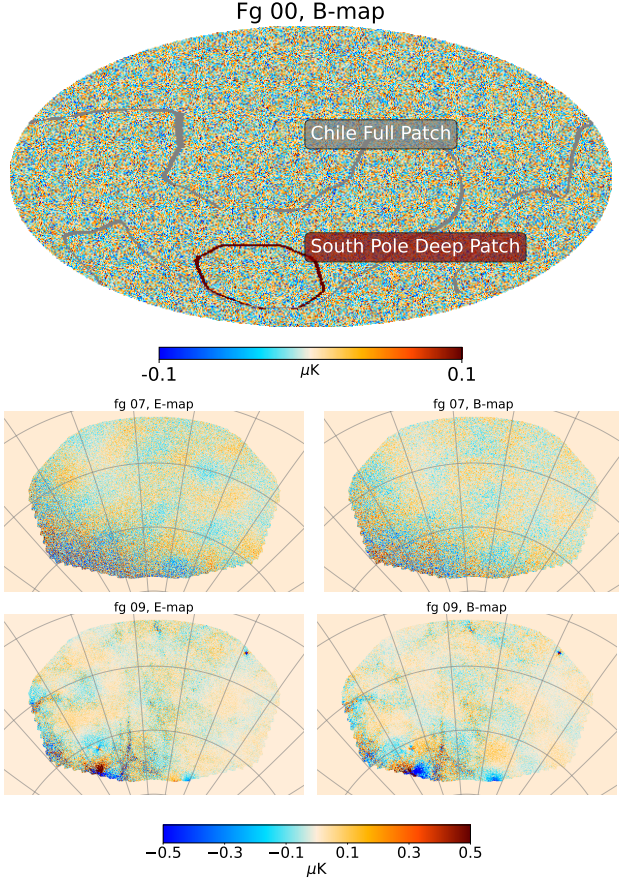 Fg 00, B-map
Chile Full Patch
South Pole Deep Patch
-0.1 μK 0.1
fg 07, E-map fg 07, B-map
fg 09, E-map fg 09, B-map
−0.5 −0.3 −0.1 0.1 0.3 0.5
μK